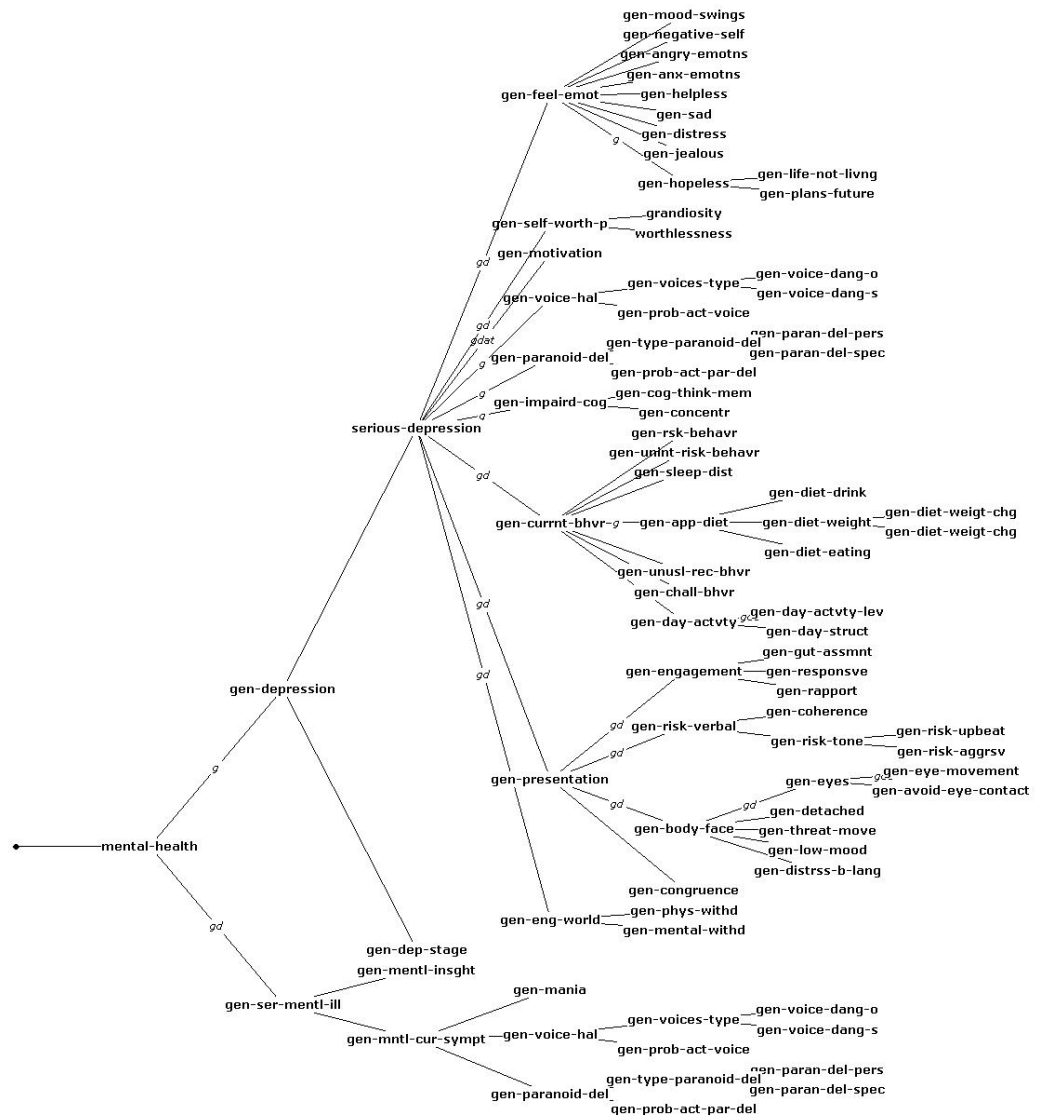 gen-mood-swings
gen-negative-self
gen-angry-emotns
gen-anx-emotns
gen-feel-emot
gen-helpless
gen-sad
gen-distress
g
gen-jealous
gen-life-not-livng
gen-hopeless
gen-plans-future
grandiosity
gen-self-worth-p
worthlessness
gen-motivation
gd
gen-voice-dang-o
gen-voices-type
gen-voice-dang-s
gen-voice-hal
gen-prob-act-voice
gd
gdat
gen-paran-del-pers
gen-type-paranoid-del
gen-paran-del-spec
gen-paranoid-del
g
gen-prob-act-par-del
g
gen-cog-think-mem
gen-impaird-cog
gen-concentr
g
serious-depression
gen-rsk-behavr
gen-unint-risk-behavr
gen-sleep-dist
gd
gen-diet-drink
gen-diet-weigt-chg
gen-currnt-bhvr
g
gen-app-diet
gen-diet-weight
gen-diet-weigt-chg
gen-diet-eating
gen-unusl-rec-bhvr
gen-chall-bhvr
gd
gen-day-actvty-lev
gen-day-actvty
gen-day-struct
gen-gut-assmnt
gen-engagement
gen-responsve
gd
gen-depression
gen-rapport
gen-coherence
gd
gen-risk-verbal
gen-risk-upbeat
gen-risk-tone
gd
gen-risk-aggrsv
g
gen-presentation
gen-eye-movement
gen-eyes
gen-avoid-eye-contact
gd
gd
gen-detached
gen-body-face
gen-threat-move
mental-health
gen-low-mood
gen-distrss-b-lang
gen-congruence
gen-phys-withd
gen-eng-world
gd
gen-mental-withd
gen-dep-stage
gen-mentl-insght
gen-mania
gen-ser-mentl-ill
gen-voice-dang-o
gen-voices-type
gen-voice-dang-s
gen-mntl-cur-sympt
gen-voice-hal
gen-prob-act-voice
gen-paran-del-pers
gen-type-paranoid-del
gen-paran-del-spec
gen-paranoid-del
gen-prob-act-par-del